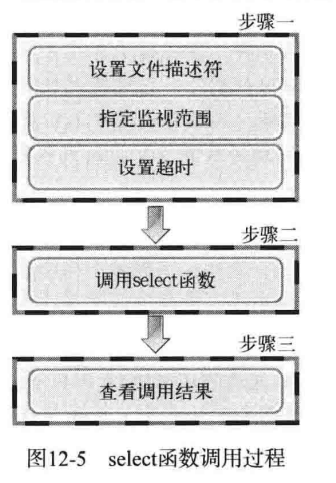 步骤一
设置文件描述符
指定监视范围
设置超时
步骤二
调用select函数
步骤三
查看调用结果
图12-5 select函数调用过程